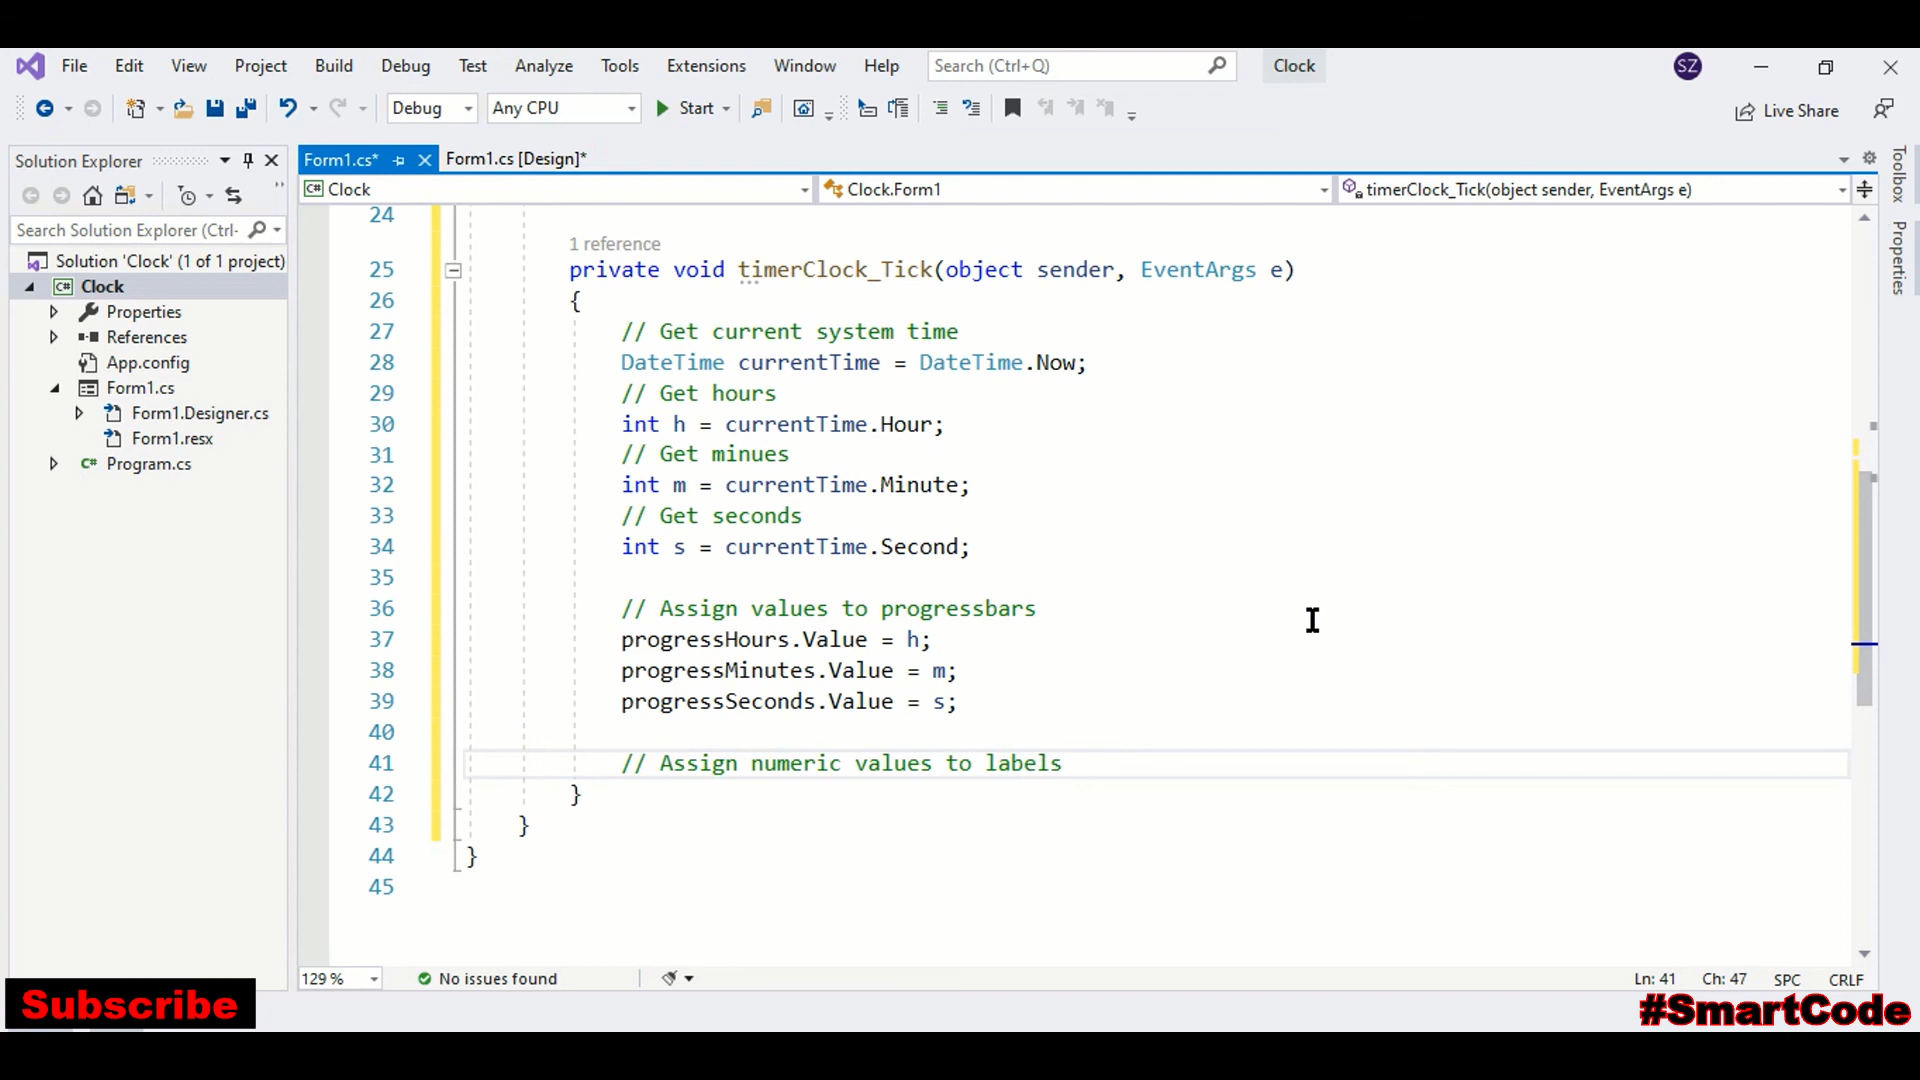 File Edit View Project Build Debug Test Analyze Tools Extensions Window Help Search (Ctrl+Q) Clock SZ
Debug Any CPU Start Live Share
Solution Explorer Form1.cs* Form1.cs [Design]*
C# Clock Clock.Form1 timerClock_Tick(object sender, EventArgs e)
Search Solution Explorer (Ctrl-
Solution 'Clock' (1 of 1 project)
C# Clock
Properties
References
App.config
Form1.cs
Form1.Designer.cs
Form1.resx
C# Program.cs
24
1 reference
25 private void timerClock_Tick(object sender, EventArgs e)
26 {
27 // Get current system time
28 DateTime currentTime = DateTime.Now;
29 // Get hours
30 int h = currentTime.Hour;
31 // Get minues
32 int m = currentTime.Minute;
33 // Get seconds
34 int s = currentTime.Second;
35
36 // Assign values to progressbars
37 progressHours.Value = h;
38 progressMinutes.Value = m;
39 progressSeconds.Value = s;
40
41 // Assign numeric values to labels
42 }
43 }
44 }
45
Toolbox
Properties
129 % No issues found Ln: 41 Ch: 47 SPC CRLF
Subscribe
#SmartCode